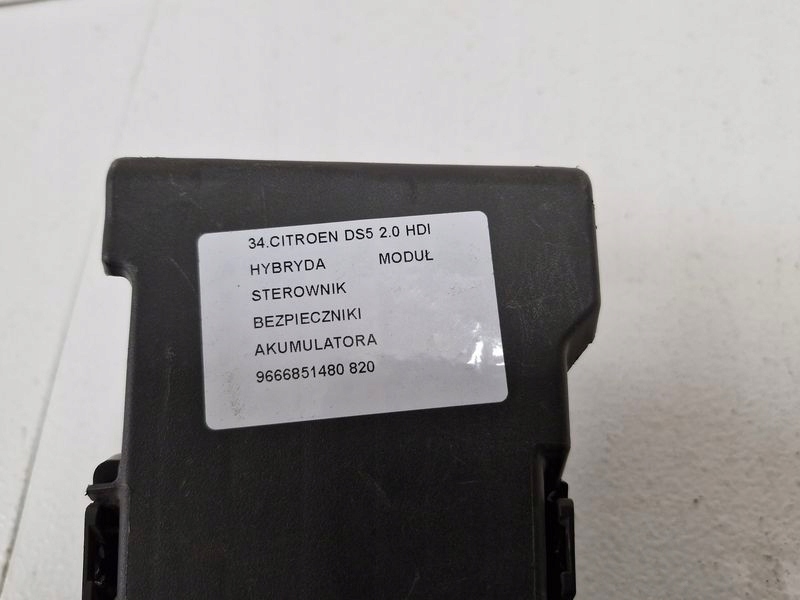 34.CITROEN DS5 2.0 HDI
HYBRYDA MODUŁ
STEROWNIK
BEZPIECZNIKI
AKUMULATORA
9666851480 820